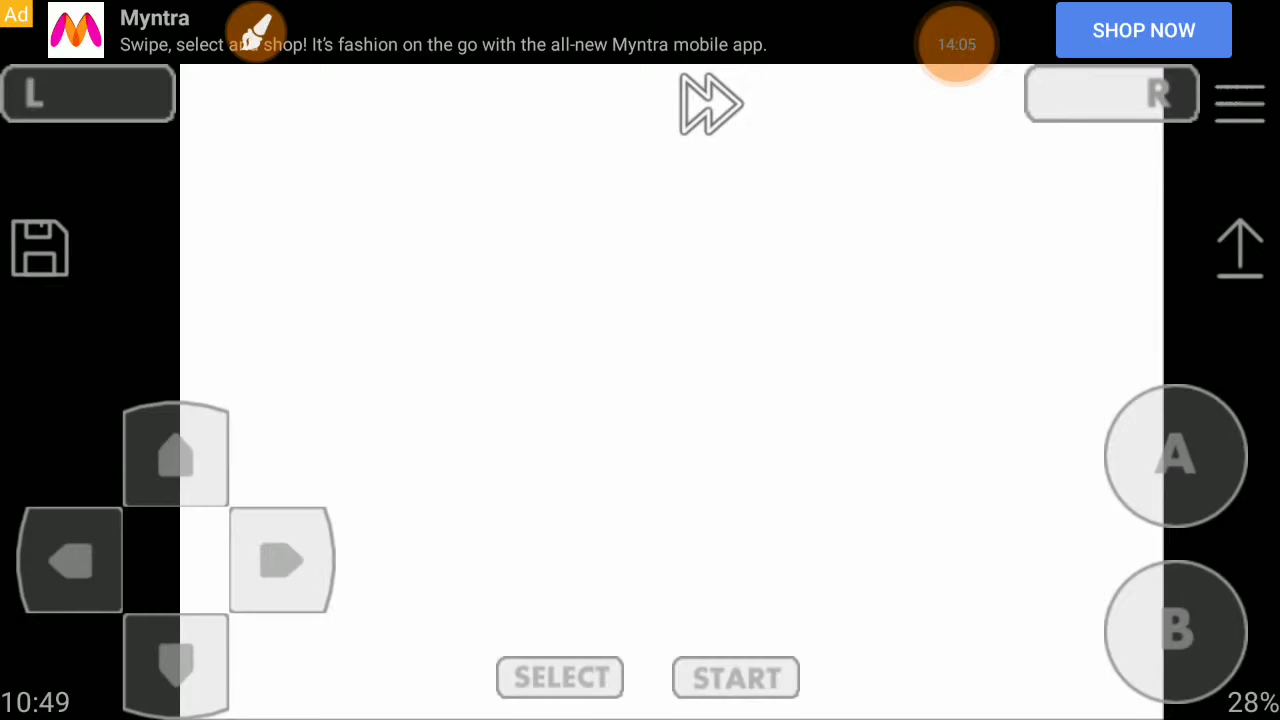 Ad
Myntra
Swipe, select and shop! It's fashion on the go with the all-new Myntra mobile app.
14:05
SHOP NOW
L
R
A
B
SELECT
START
10:49
28%